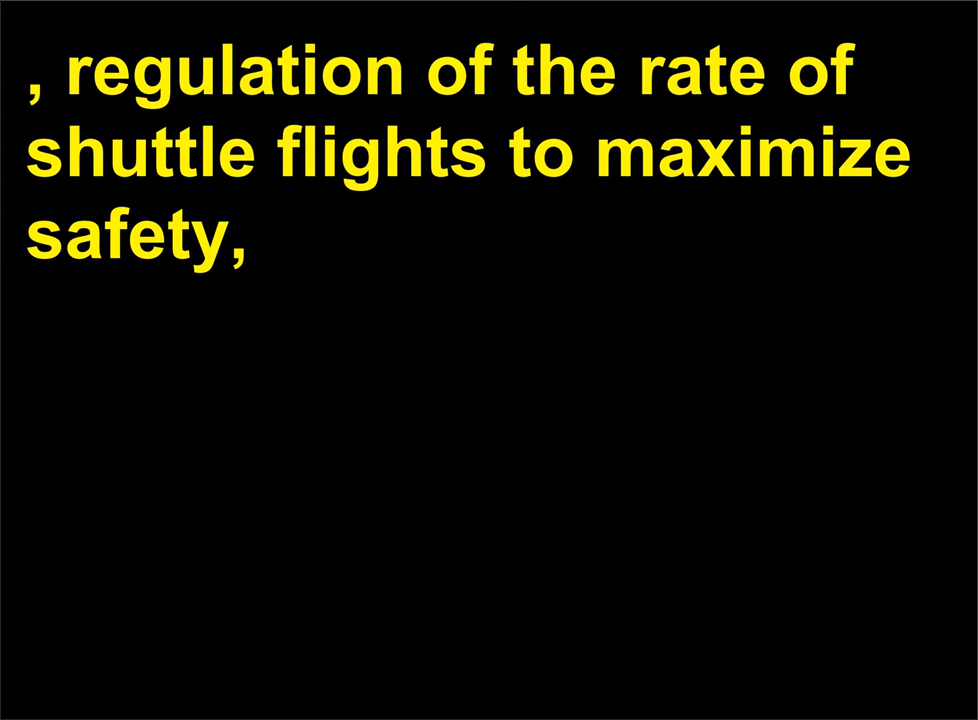 , regulation of the rate of
shuttle flights to maximize
safety,